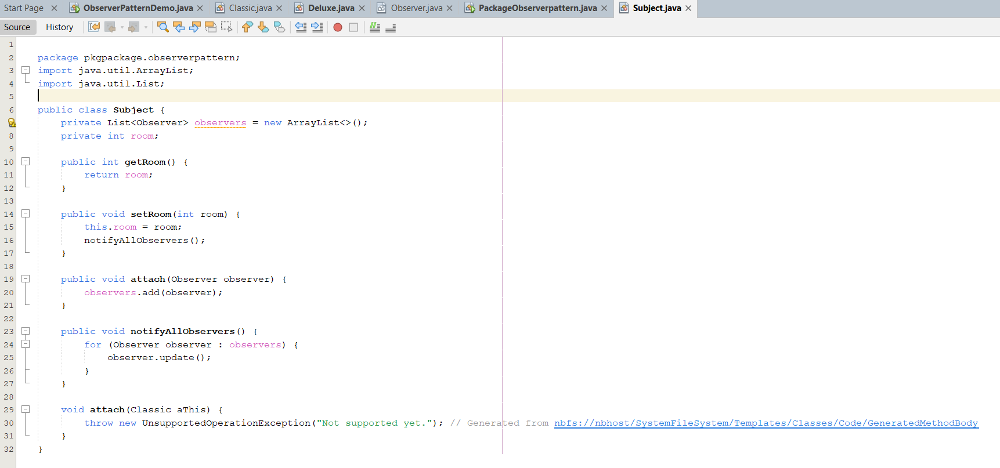 Start Page ObserverPatternDemo.java Classic.java Deluxe.java Observer.java PackageObserverpattern.java Subject.java
Source History
1
2 package pkgpackage.observerpattern;
3 import java.util.ArrayList;
4 import java.util.List;
5
6 public class Subject {
private List<Observer> observers = new ArrayList<>();
8 private int room;
9
10 public int getRoom() {
11 return room;
12 }
13
14 public void setRoom(int room) {
15 this.room = room;
16 notifyAllObservers();
17 }
18
19 public void attach(Observer observer) {
20 observers.add(observer);
21 }
22
23 public void notifyAllObservers() {
24 for (Observer observer : observers) {
25 observer.update();
26 }
27 }
28
29 void attach(Classic aThis) {
30 throw new UnsupportedOperationException("Not supported yet."); // Generated from nbfs://nbhost/SystemFileSystem/Templates/Classes/Code/GeneratedMethodBody
31 }
32 }